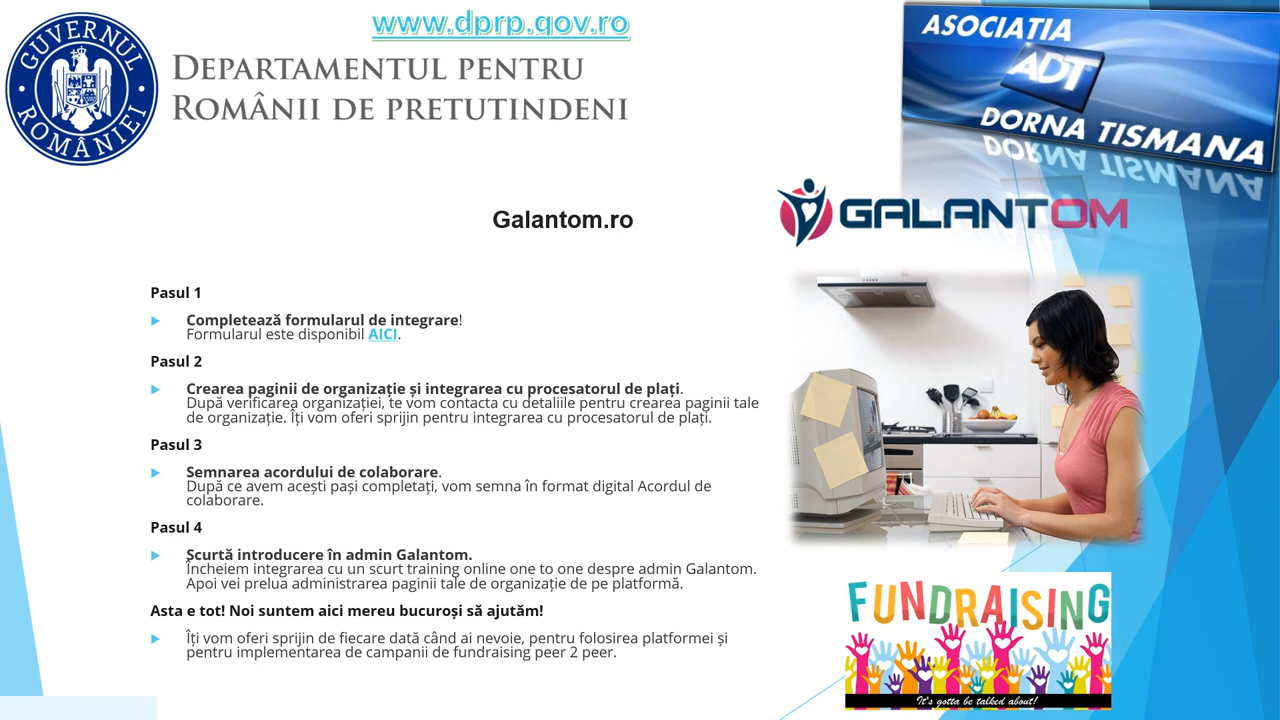 www.dprp.gov.ro
GUVERNUL ROMÂNIEI
DEPARTAMENTUL PENTRU
ROMÂNII DE PRETUTINDENI
ASOCIATIA
ADT
DORNA TISMANA
GALANTOM
Galantom.ro
Pasul 1
Completează formularul de integrare!
Formularul este disponibil AICI.
Pasul 2
Crearea paginii de organizație și integrarea cu procesatorul de plați.
După verificarea organizației, te vom contacta cu detaliile pentru crearea paginii tale
de organizație. Îți vom oferi sprijin pentru integrarea cu procesatorul de plați.
Pasul 3
Semnarea acordului de colaborare.
După ce avem acești pași completați, vom semna în format digital Acordul de
colaborare.
Pasul 4
Scurtă introducere în admin Galantom.
Încheiem integrarea cu un scurt training online one to one despre admin Galantom.
Apoi vei prelua administrarea paginii tale de organizație de pe platformă.
Asta e tot! Noi suntem aici mereu bucuroși să ajutăm!
Îți vom oferi sprijin de fiecare dată când ai nevoie, pentru folosirea platformei și
pentru implementarea de campanii de fundraising peer 2 peer.
FUNDRAISING
It's gotta be talked about!